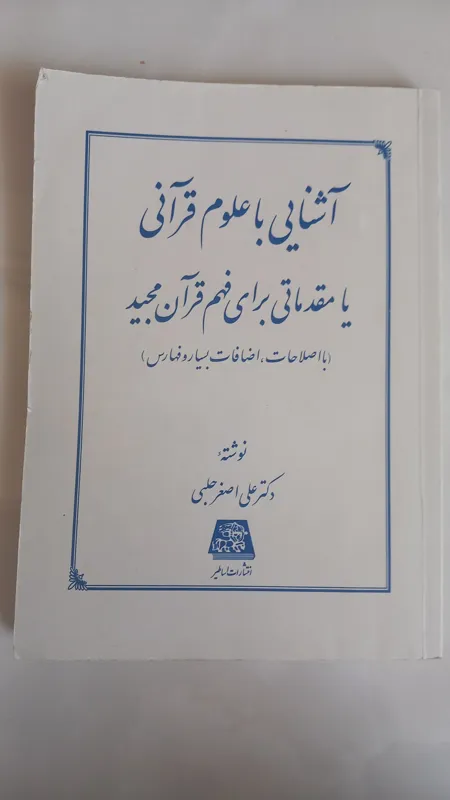 آشنایی با علوم قرآنی
یا مقدماتی برای فهم قرآن مجید
(با اصلاحات، اضافات بسیار و فهارس)
نوشتهٔ
دکتر علی اصغر حلبی
انتشارات اساطیر